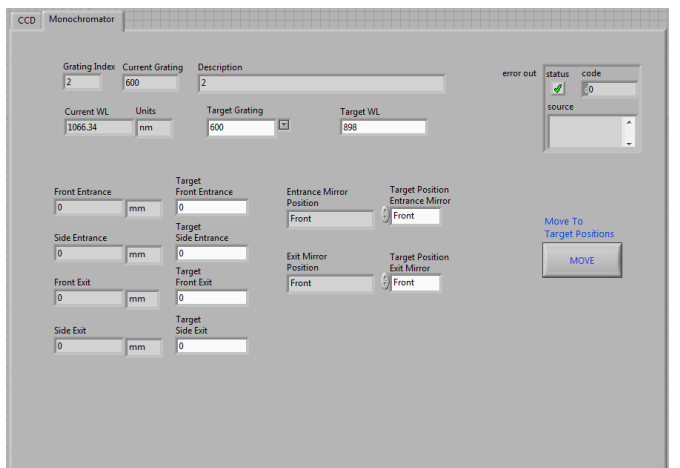 CCD Monochromator
Grating Index Current Grating Description error out status code
2 600 2 0
source
Current WL Units Target Grating Target WL
1066.34 nm 600 898
Target
Front Entrance Front Entrance Entrance Mirror Position Target Position Entrance Mirror
0 mm 0 Front Front
Target
Side Entrance Side Entrance
0 mm 0
Move To
Target Positions
MOVE
Target
Front Exit Front Exit Exit Mirror Position Target Position Exit Mirror
0 mm 0 Front Front
Target
Side Exit Side Exit
0 mm 0